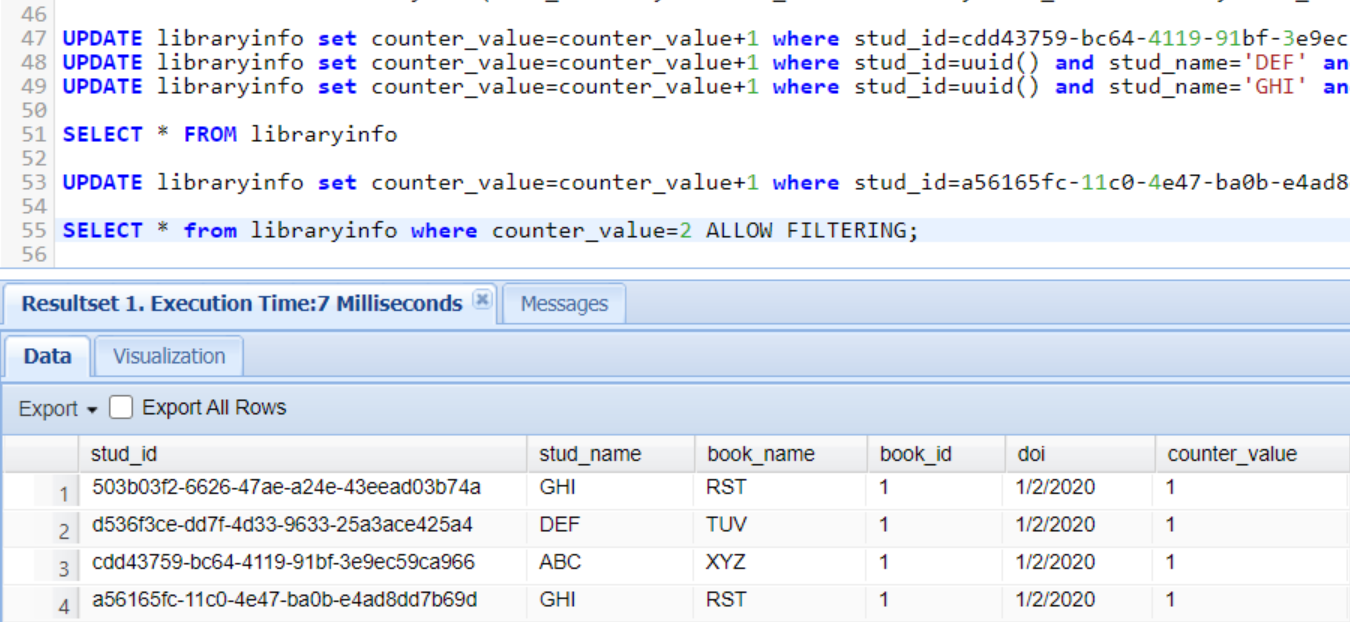 46
47 UPDATE libraryinfo set counter_value=counter_value+1 where stud_id=cdd43759-bc64-4119-91bf-3e9ec
48 UPDATE libraryinfo set counter_value=counter_value+1 where stud_id=uuid() and stud_name='DEF' an
49 UPDATE libraryinfo set counter_value=counter_value+1 where stud_id=uuid() and stud_name='GHI' an
50
51 SELECT * FROM libraryinfo
52
53 UPDATE libraryinfo set counter_value=counter_value+1 where stud_id=a56165fc-11c0-4e47-ba0b-e4ad8
54
55 SELECT * from libraryinfo where counter_value=2 ALLOW FILTERING;
56
Resultset 1. Execution Time:7 Milliseconds Messages
Data Visualization
Export Export All Rows
stud_id stud_name book_name book_id doi counter_value
1 503b03f2-6626-47ae-a24e-43eead03b74a GHI RST 1 1/2/2020 1
2 d536f3ce-dd7f-4d33-9633-25a3ace425a4 DEF TUV 1 1/2/2020 1
3 cdd43759-bc64-4119-91bf-3e9ec59ca966 ABC XYZ 1 1/2/2020 1
4 a56165fc-11c0-4e47-ba0b-e4ad8dd7b69d GHI RST 1 1/2/2020 1